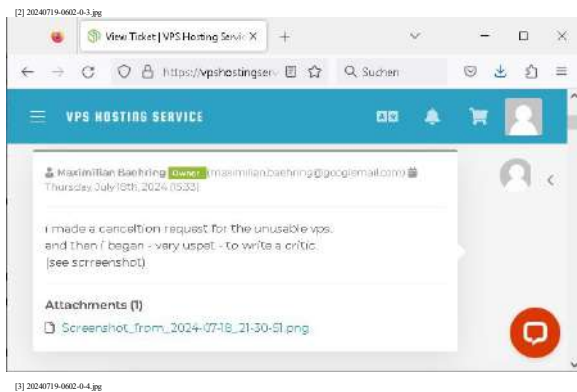 [2] 20240719-0602-0-3.jpg
View Ticket | VPS Hosting Servic X +
https://vpshostingserv
Suchen
VPS HOSTING SERVICE
Maximilian Baehring Owner (maximilian.baehring@googlemail.com)
Thursday, July 18th, 2024 (15:33)
i made a canceltion request for the unusable vps.
and then i began - very uspet - to write a critic.
(see scrreenshot)
Attachments (1)
Screenshot_from_2024-07-18_21-30-51.png
[3] 20240719-0602-0-4.jpg